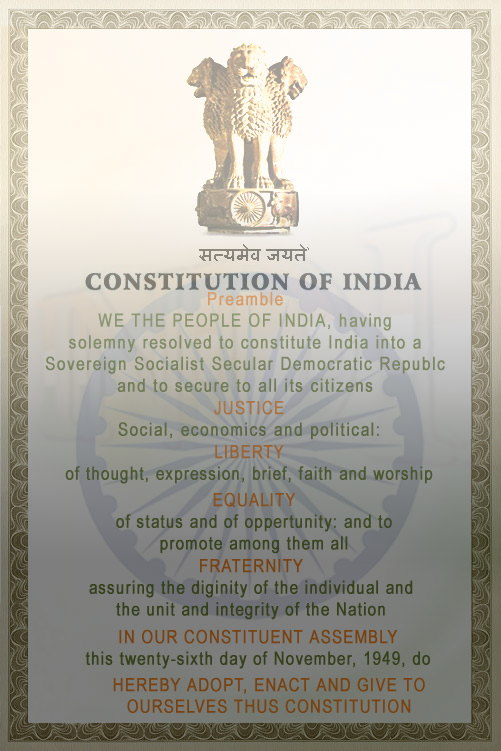 सत्यमेव जयते
CONSTITUTION OF INDIA
Preamble
WE THE PEOPLE OF INDIA, having
solemny resolved to constitute India into a
Sovereign Socialist Secular Democratic Republc
and to secure to all its citizens
JUSTICE
Social, economics and political:
LIBERTY
of thought, expression, brief, faith and worship
EQUALITY
of status and of oppertunity: and to
promote among them all
FRATERNITY
assuring the diginity of the individual and
the unit and integrity of the Nation
IN OUR CONSTITUENT ASSEMBLY
this twenty-sixth day of November, 1949, do
HEREBY ADOPT, ENACT AND GIVE TO
OURSELVES THUS CONSTITUTION